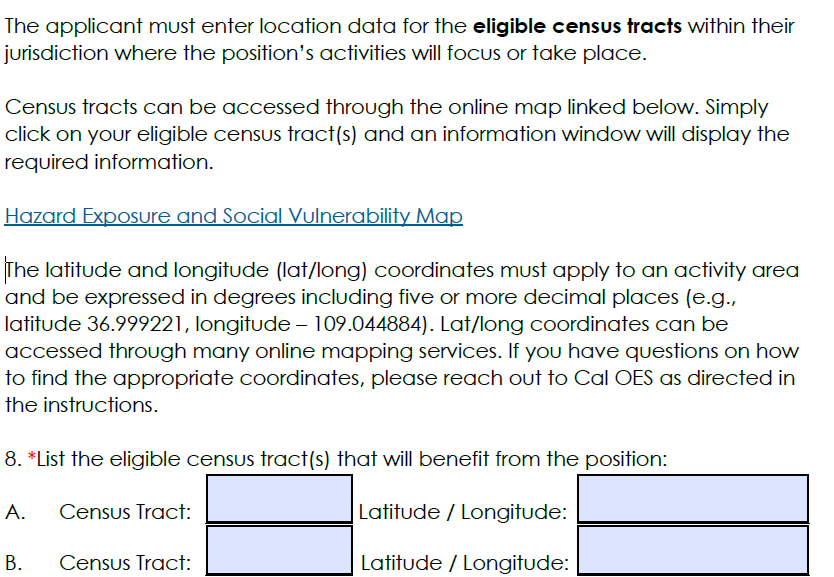 The applicant must enter location data for the eligible census tracts within their
jurisdiction where the position's activities will focus or take place.
Census tracts can be accessed through the online map linked below. Simply
click on your eligible census tract(s) and an information window will display the
required information.
Hazard Exposure and Social Vulnerability Map
The latitude and longitude (lat/long) coordinates must apply to an activity area
and be expressed in degrees including five or more decimal places (e.g.,
latitude 36.999221, longitude – 109.044884). Lat/long coordinates can be
accessed through many online mapping services. If you have questions on how
to find the appropriate coordinates, please reach out to Cal OES as directed in
the instructions.
8. *List the eligible census tract(s) that will benefit from the position:
A. Census Tract: Latitude / Longitude:
B. Census Tract: Latitude / Longitude: